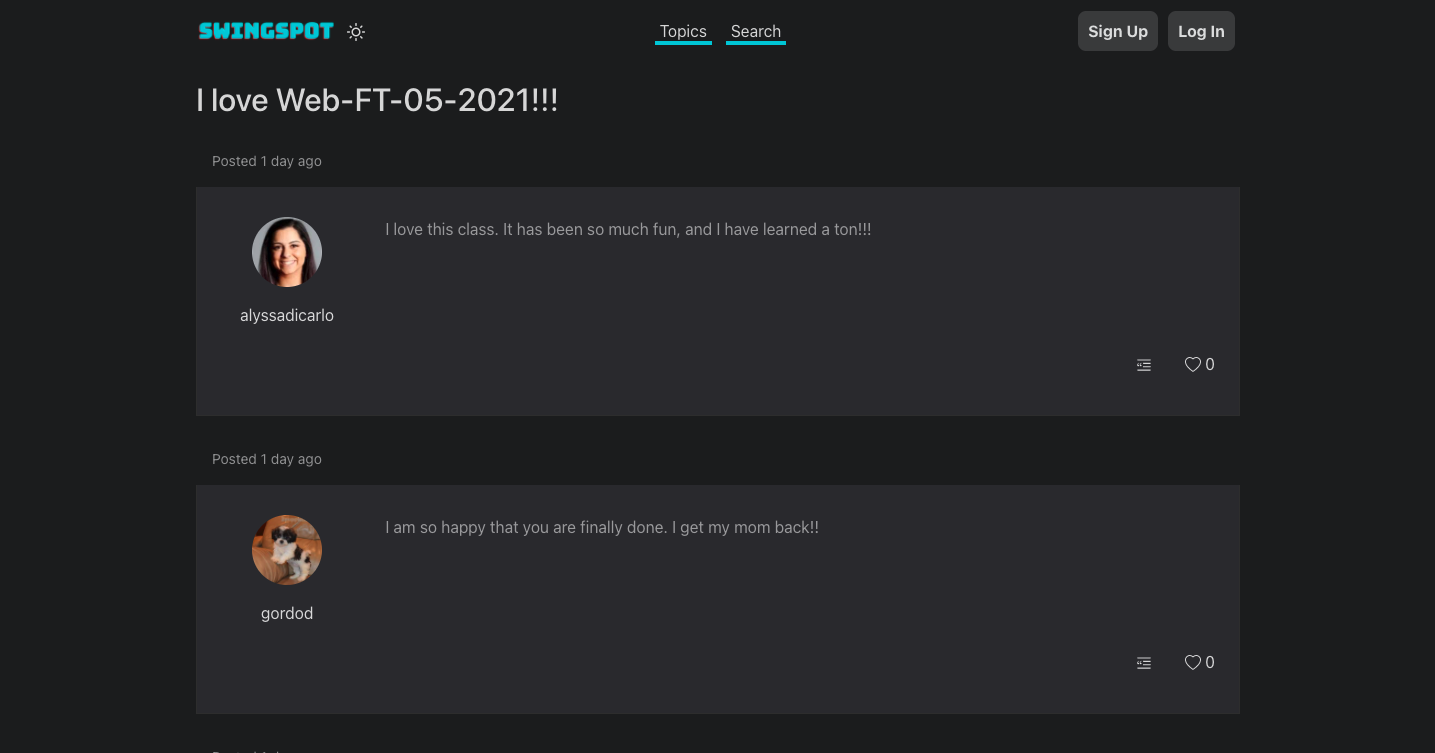 SWINGSPOT
Topics Search
Sign Up Log In
I love Web-FT-05-2021!!!
Posted 1 day ago
I love this class. It has been so much fun, and I have learned a ton!!!
alyssadicarlo
0
Posted 1 day ago
I am so happy that you are finally done. I get my mom back!!
gordod
0